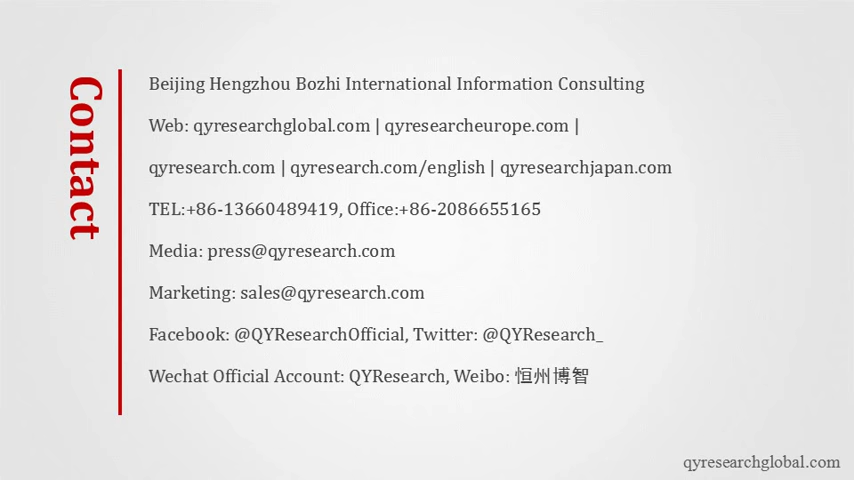 Contact
Beijing Hengzhou Bozhi International Information Consulting
Web: qyresearchglobal.com | qyresearcheurope.com |
qyresearch.com | qyresearch.com/english | qyresearchjapan.com
TEL:+86-13660489419, Office:+86-2086655165
Media: press@qyresearch.com
Marketing: sales@qyresearch.com
Facebook: @QYResearchOfficial, Twitter: @QYResearch_
Wechat Official Account: QYResearch, Weibo: 恒州博智
qyresearchglobal.com